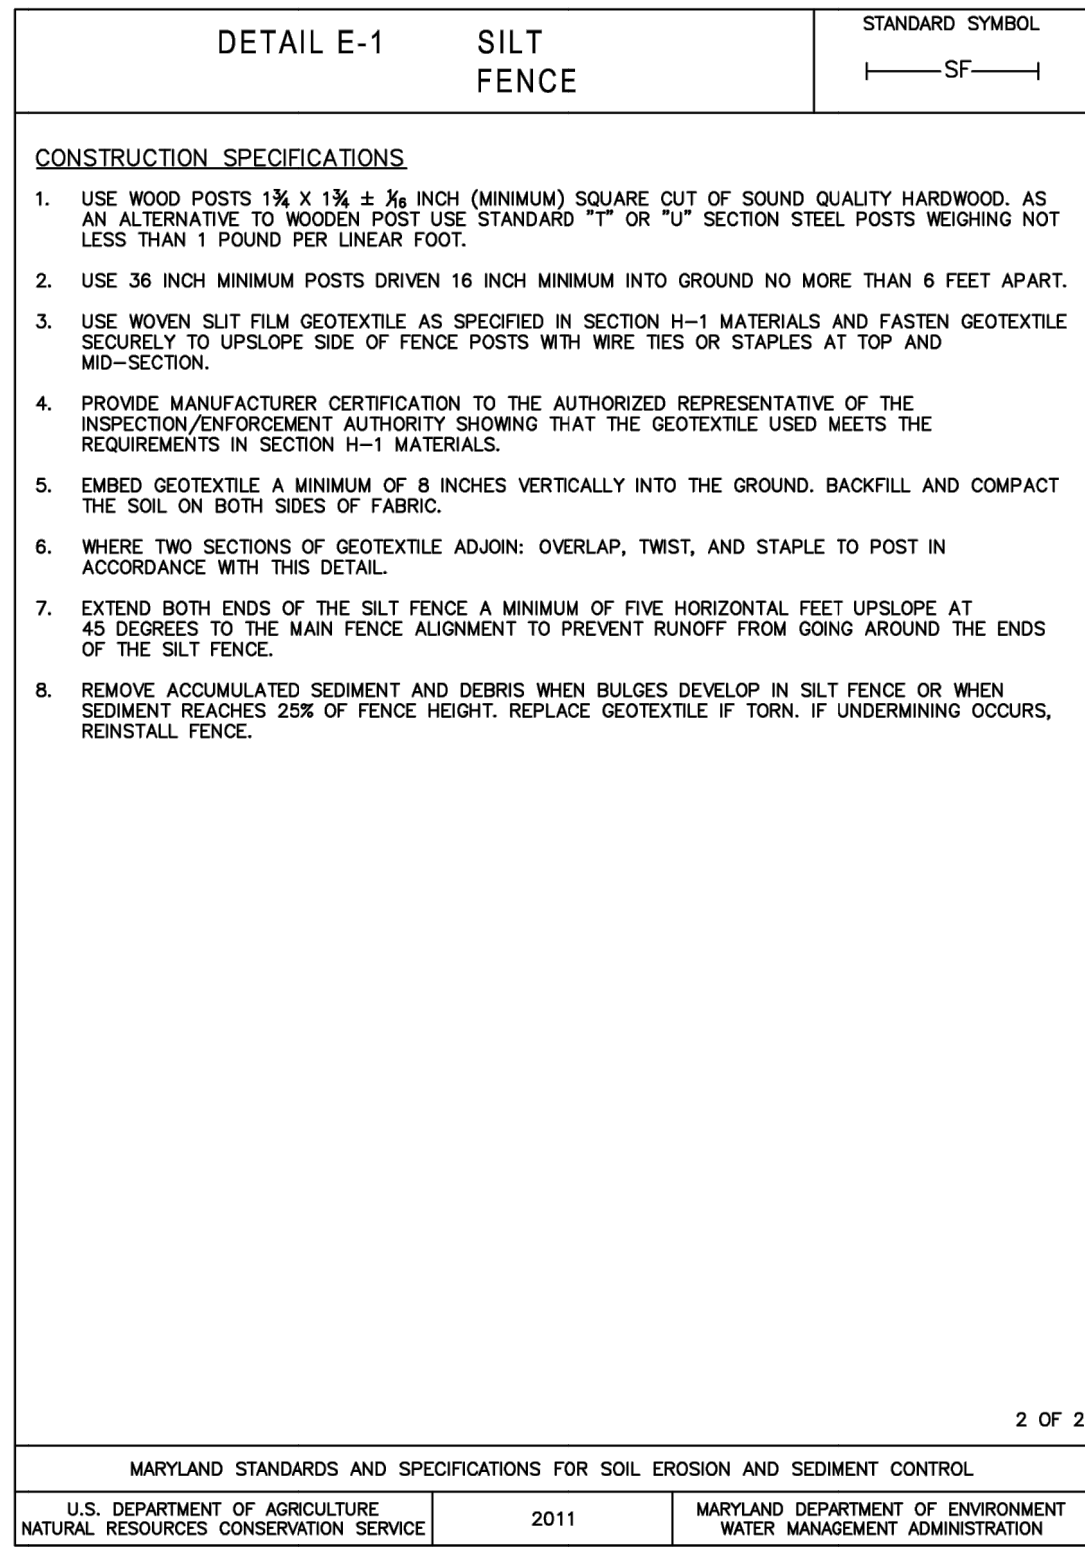 DETAIL E-1 SILT
FENCE
STANDARD SYMBOL
SF
CONSTRUCTION SPECIFICATIONS
1. USE WOOD POSTS 1¾ X 1¾ ± 1⁄16 INCH (MINIMUM) SQUARE CUT OF SOUND QUALITY HARDWOOD. AS
AN ALTERNATIVE TO WOODEN POST USE STANDARD "T" OR "U" SECTION STEEL POSTS WEIGHING NOT
LESS THAN 1 POUND PER LINEAR FOOT.
2. USE 36 INCH MINIMUM POSTS DRIVEN 16 INCH MINIMUM INTO GROUND NO MORE THAN 6 FEET APART.
3. USE WOVEN SLIT FILM GEOTEXTILE AS SPECIFIED IN SECTION H-1 MATERIALS AND FASTEN GEOTEXTILE
SECURELY TO UPSLOPE SIDE OF FENCE POSTS WITH WIRE TIES OR STAPLES AT TOP AND
MID-SECTION.
4. PROVIDE MANUFACTURER CERTIFICATION TO THE AUTHORIZED REPRESENTATIVE OF THE
INSPECTION/ENFORCEMENT AUTHORITY SHOWING THAT THE GEOTEXTILE USED MEETS THE
REQUIREMENTS IN SECTION H-1 MATERIALS.
5. EMBED GEOTEXTILE A MINIMUM OF 8 INCHES VERTICALLY INTO THE GROUND. BACKFILL AND COMPACT
THE SOIL ON BOTH SIDES OF FABRIC.
6. WHERE TWO SECTIONS OF GEOTEXTILE ADJOIN: OVERLAP, TWIST, AND STAPLE TO POST IN
ACCORDANCE WITH THIS DETAIL.
7. EXTEND BOTH ENDS OF THE SILT FENCE A MINIMUM OF FIVE HORIZONTAL FEET UPSLOPE AT
45 DEGREES TO THE MAIN FENCE ALIGNMENT TO PREVENT RUNOFF FROM GOING AROUND THE ENDS
OF THE SILT FENCE.
8. REMOVE ACCUMULATED SEDIMENT AND DEBRIS WHEN BULGES DEVELOP IN SILT FENCE OR WHEN
SEDIMENT REACHES 25% OF FENCE HEIGHT. REPLACE GEOTEXTILE IF TORN. IF UNDERMINING OCCURS,
REINSTALL FENCE.
2 OF 2
MARYLAND STANDARDS AND SPECIFICATIONS FOR SOIL EROSION AND SEDIMENT CONTROL
U.S. DEPARTMENT OF AGRICULTURE
NATURAL RESOURCES CONSERVATION SERVICE
2011
MARYLAND DEPARTMENT OF ENVIRONMENT
WATER MANAGEMENT ADMINISTRATION